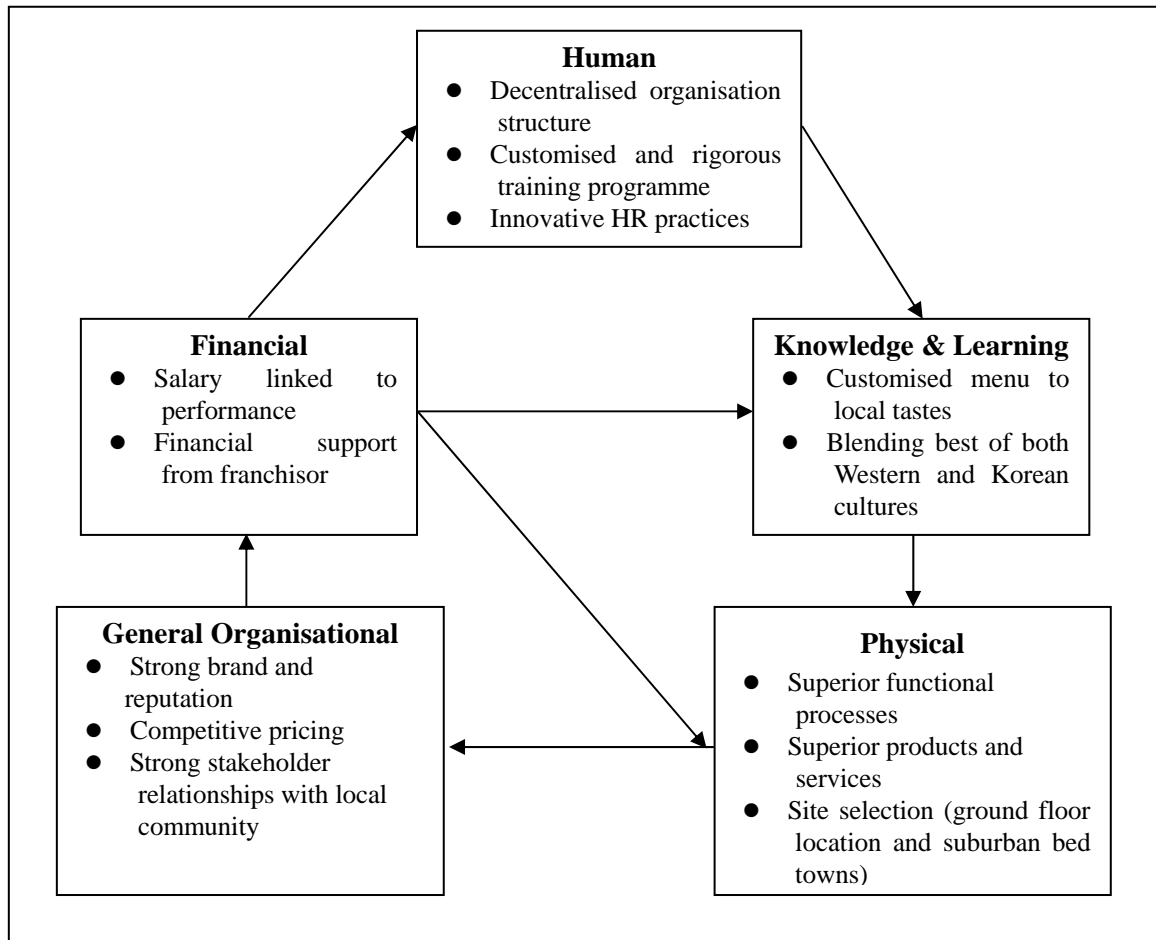 Human
● Decentralised organisation
structure
● Customised and rigorous
training programme
● Innovative HR practices
Financial
● Salary linked to
performance
● Financial support
from franchisor
Knowledge & Learning
● Customised menu to
local tastes
● Blending best of both
Western and Korean
cultures
General Organisational
● Strong brand and
reputation
● Competitive pricing
● Strong stakeholder
relationships with local
community
Physical
● Superior functional
processes
● Superior products and
services
● Site selection (ground floor
location and suburban bed
towns)